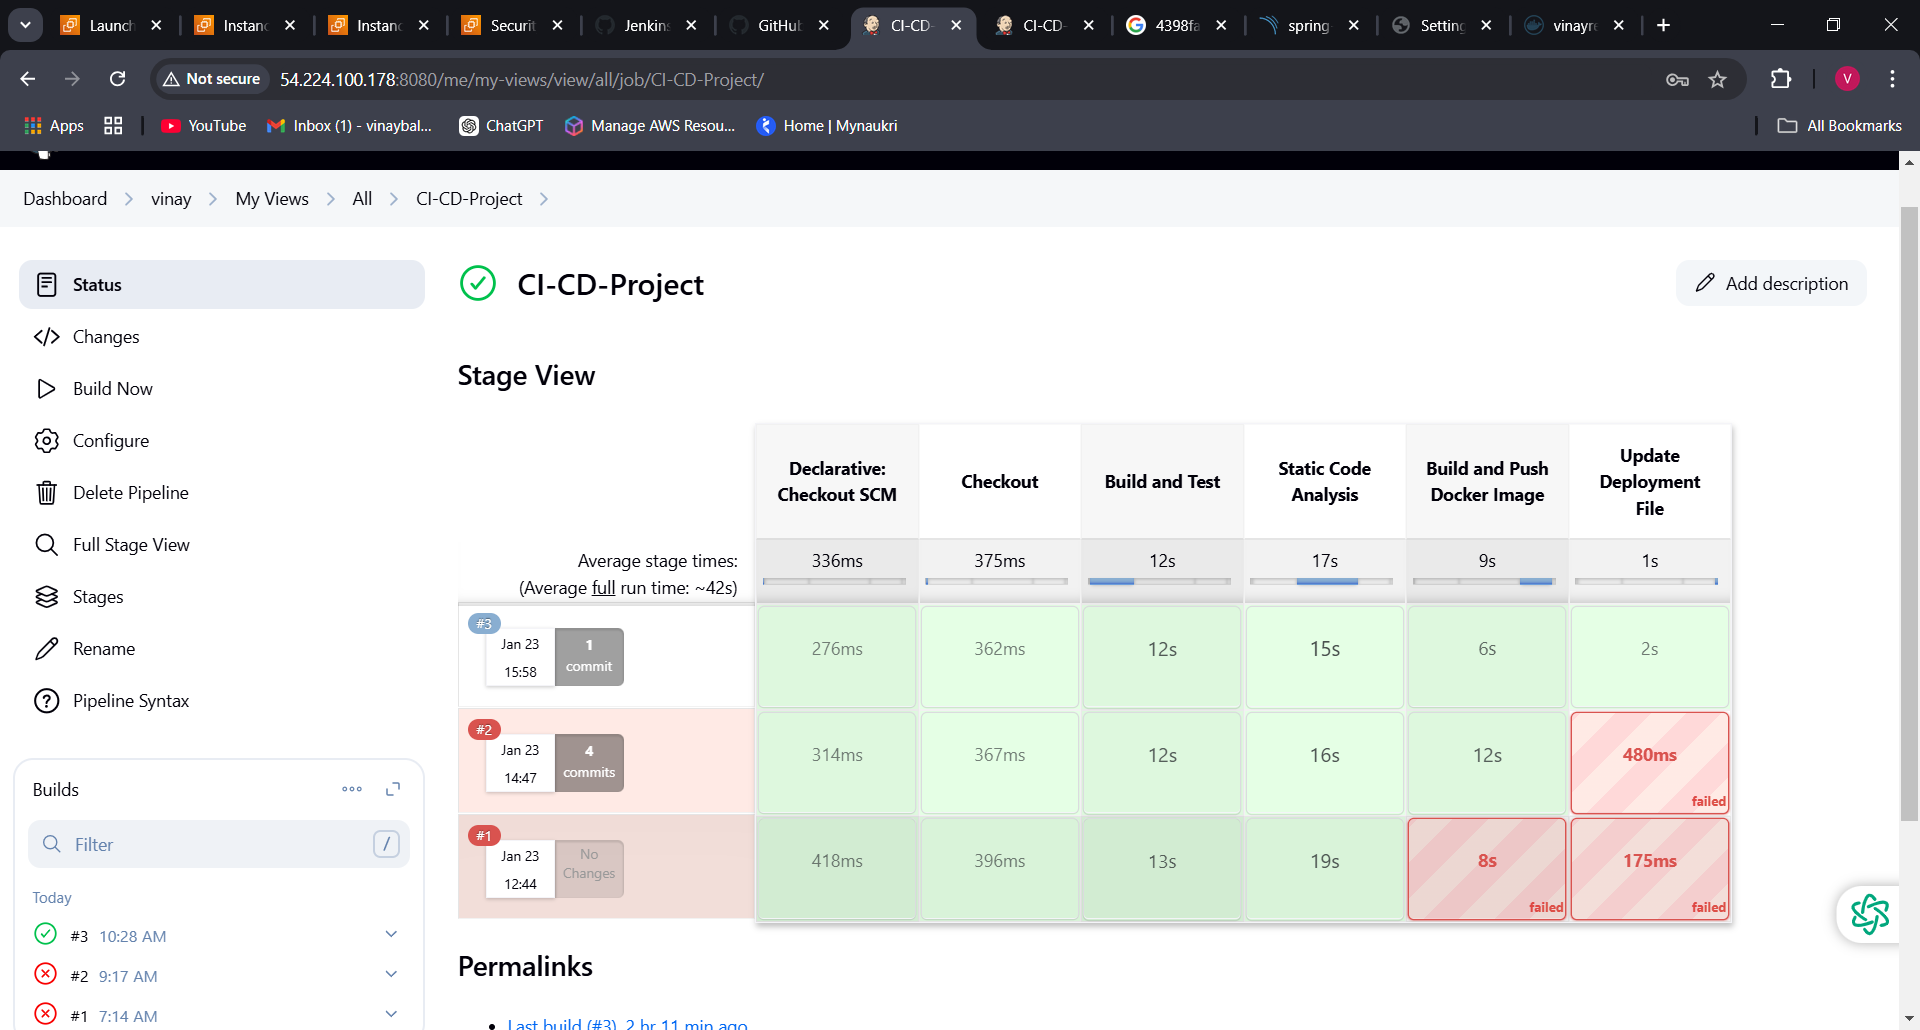 Launch
Instanc
Instanc
Securit
Jenkins
GitHub
CI-CD-
CI-CD-
4398fa
spring
Setting
vinayre
Not secure
54.224.100.178:8080/me/my-views/view/all/job/CI-CD-Project/
V
Apps
YouTube
Inbox (1) - vinaybal...
ChatGPT
Manage AWS Resou...
Home | Mynaukri
All Bookmarks
Dashboard
vinay
My Views
All
CI-CD-Project
Status
Changes
Build Now
Configure
Delete Pipeline
Full Stage View
Stages
Rename
Pipeline Syntax
Builds
Filter
/
Today
#3 10:28 AM
#2 9:17 AM
#1 7:14 AM
CI-CD-Project
Add description
Stage View
Declarative:
Checkout SCM
Checkout
Build and Test
Static Code
Analysis
Build and Push
Docker Image
Update
Deployment
File
Average stage times:
(Average full run time: ~42s)
336ms
375ms
12s
17s
9s
1s
#3
Jan 23
15:58
1
commit
276ms
362ms
12s
15s
6s
2s
#2
Jan 23
14:47
4
commits
314ms
367ms
12s
16s
12s
480ms
failed
#1
Jan 23
12:44
No
Changes
418ms
396ms
13s
19s
8s
failed
175ms
failed
Permalinks
Last build (#3), 2 hr 11 min ago